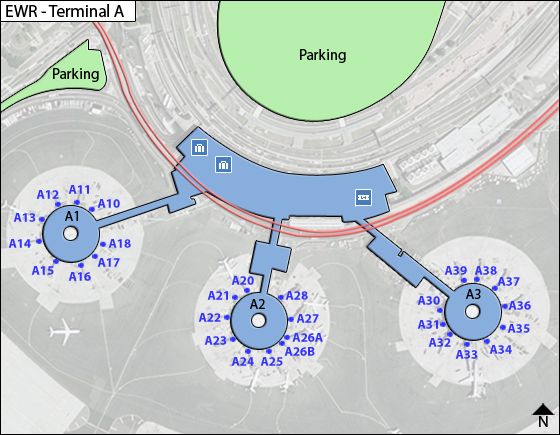 EWR - Terminal A
Parking
Parking
A1
A10
A11
A12
A13
A14
A15
A16
A17
A18
A2
A20
A21
A22
A23
A24
A25
A26B
A26A
A27
A28
A3
A30
A31
A32
A33
A34
A35
A36
A37
A38
A39
N